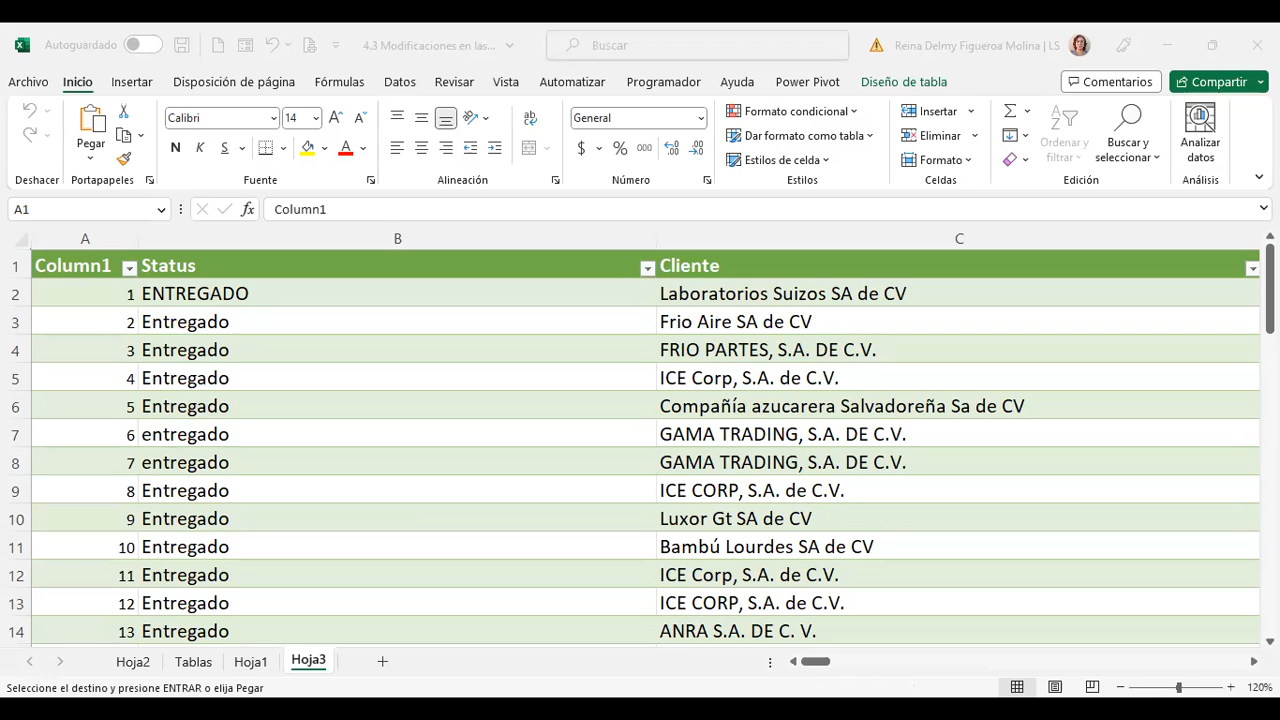 Autoguardado 4.3 Modificaciones en las... Buscar Reina Delmy Figueroa Molina | LS
Archivo Inicio Insertar Disposición de página Fórmulas Datos Revisar Vista Automatizar Programador Ayuda Power Pivot Diseño de tabla Comentarios Compartir
Pegar
Calibri 14
N K S
General
$ % 000
Formato condicional
Dar formato como tabla
Estilos de celda
Insertar
Eliminar
Formato
Ordenar y filtrar
Buscar y seleccionar
Analizar datos
Deshacer Portapapeles Fuente Alineación Número Estilos Celdas Edición Análisis
A1 fx Column1
A B C
1 Column1 Status Cliente
2 1 ENTREGADO Laboratorios Suizos SA de CV
3 2 Entregado Frio Aire SA de CV
4 3 Entregado FRIO PARTES, S.A. DE C.V.
5 4 Entregado ICE Corp, S.A. de C.V.
6 5 Entregado Compañía azucarera Salvadoreña Sa de CV
7 6 entregado GAMA TRADING, S.A. DE C.V.
8 7 entregado GAMA TRADING, S.A. DE C.V.
9 8 Entregado ICE CORP, S.A. de C.V.
10 9 Entregado Luxor Gt SA de CV
11 10 Entregado Bambú Lourdes SA de CV
12 11 Entregado ICE Corp, S.A. de C.V.
13 12 Entregado ICE CORP, S.A. de C.V.
14 13 Entregado ANRA S.A. DE C. V.
Hoja2 Tablas Hoja1 Hoja3
Seleccione el destino y presione ENTRAR o elija Pegar 120%